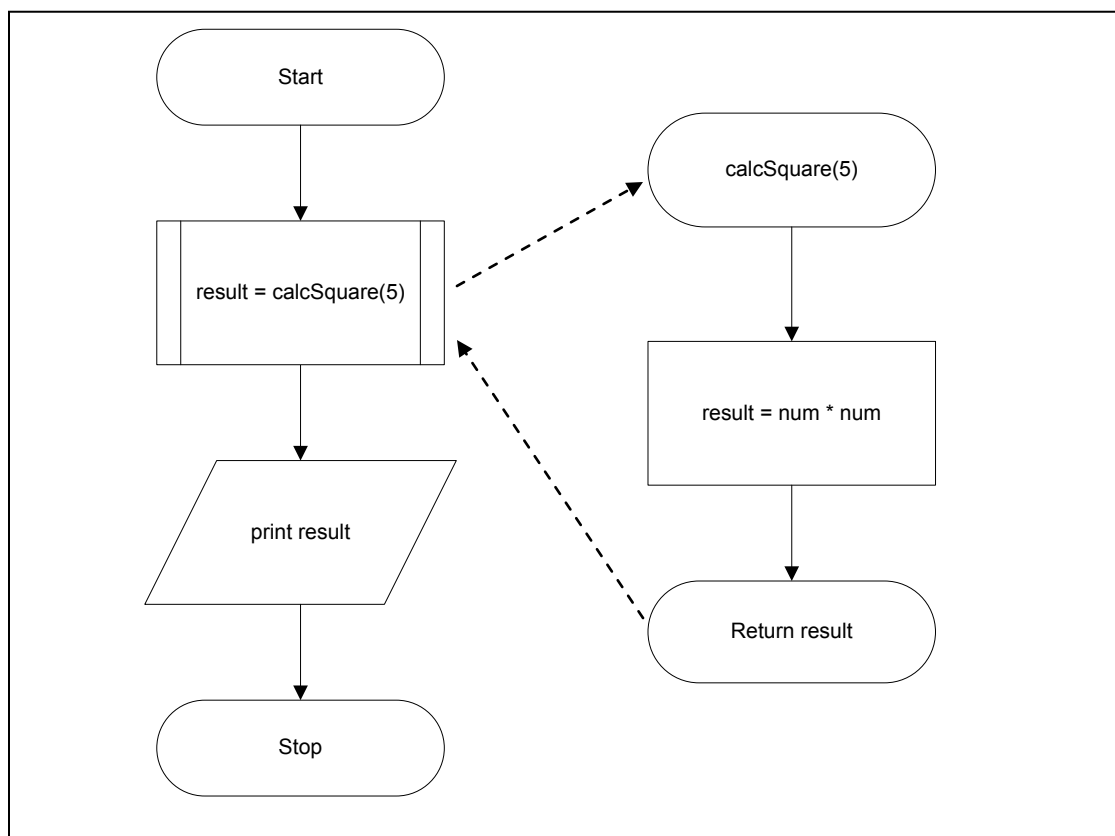 Start
result = calcSquare(5)
print result
Stop
calcSquare(5)
result = num * num
Return result